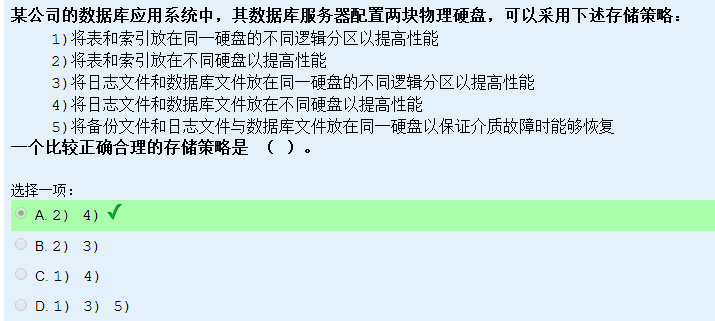 某公司的数据库应用系统中，其数据库服务器配置两块物理硬盘，可以采用下述存储策略：
1)将表和索引放在同一硬盘的不同逻辑分区以提高性能
2)将表和索引放在不同硬盘以提高性能
3)将日志文件和数据库文件放在同一硬盘的不同逻辑分区以提高性能
4)将日志文件和数据库文件放在不同硬盘以提高性能
5)将备份文件和日志文件与数据库文件放在同一硬盘以保证介质故障时能够恢复
一个比较正确合理的存储策略是 （ ）。
选择一项：
A. 2) 4)
B. 2) 3)
C. 1) 4)
D. 1) 3) 5)